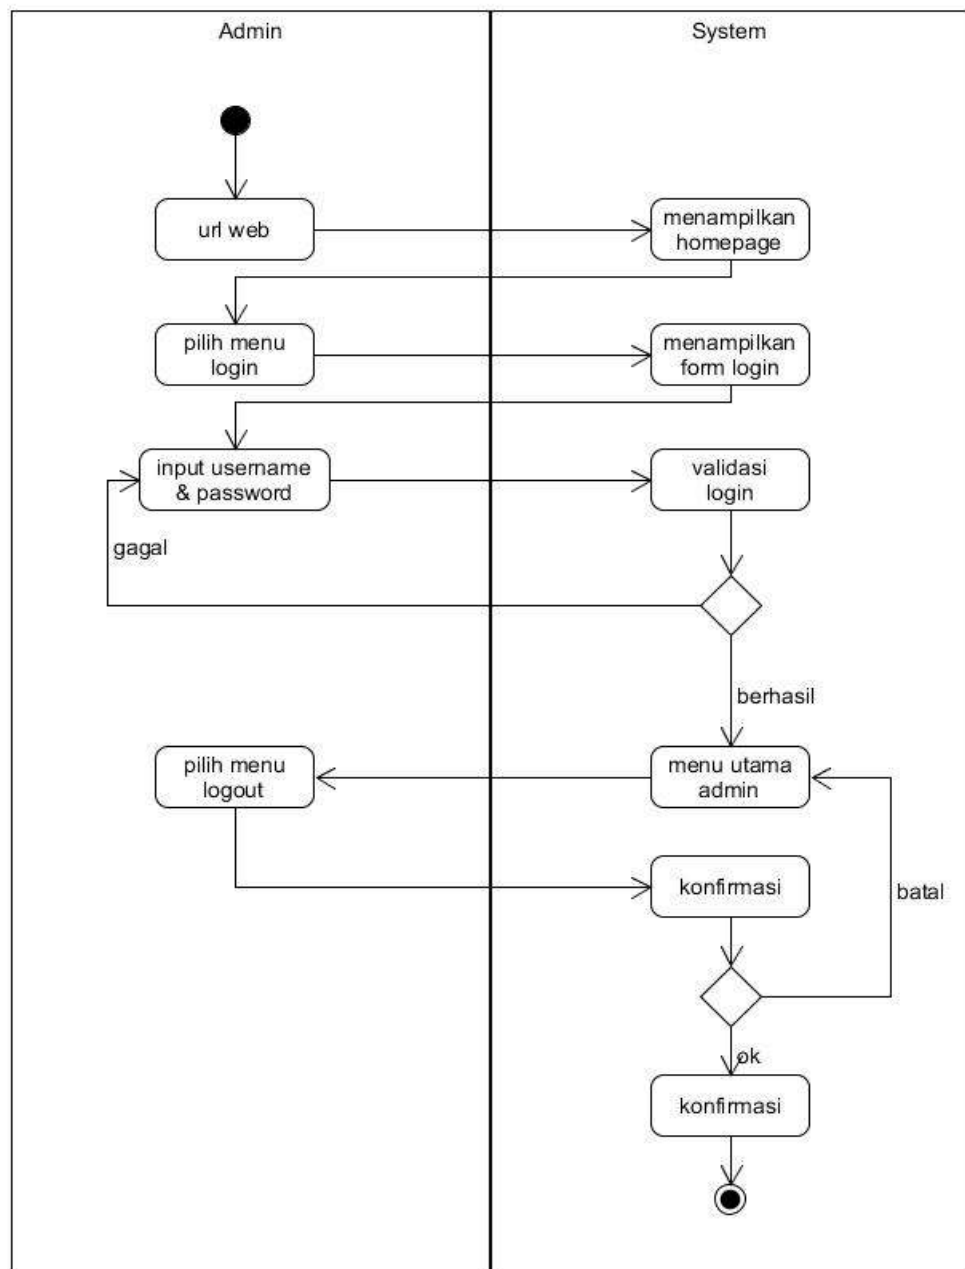 Admin
System
url web
menampilkan
homepage
pilih menu
login
menampilkan
form login
input username
& password
validasi
login
gagal
berhasil
pilih menu
logout
menu utama
admin
konfirmasi
batal
ok
konfirmasi